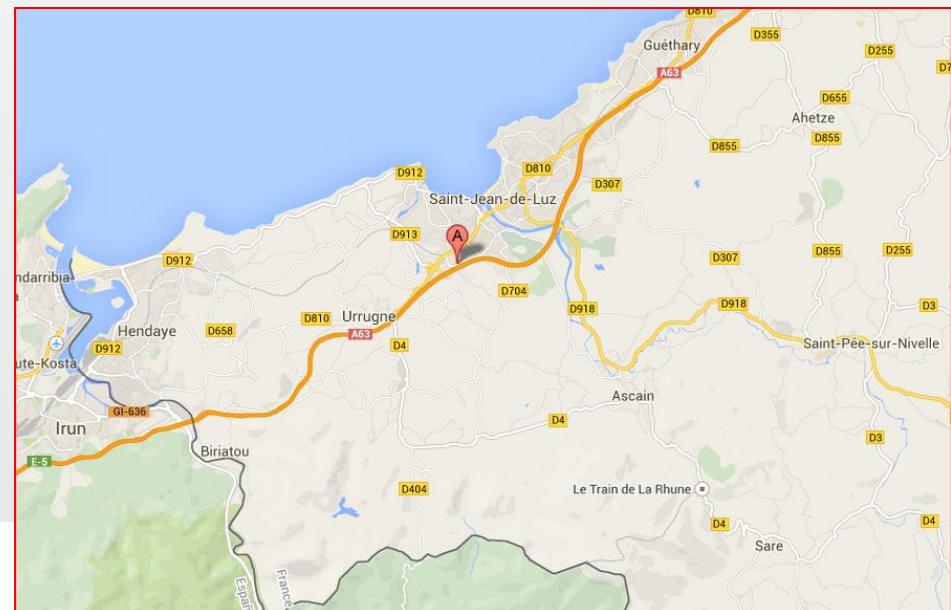 D810
D355
Guéthary
D255
A63
D7
D655
Ahetze
D855
D855
D810
D912
D307
Saint-Jean-de-Luz
A
D913
D855
D255
D912
D307
ndarribia
D704
D918
D918
D3
D810
Urrugne
Hendaye
D658
A63
Saint-Pée-sur-Nivelle
D912
D4
ute-Kosta
Ascain
GI-636
D4
Irun
D3
Biriatou
E-5
D404
Le Train de La Rhune
D4
D4
Sare
France
Españ